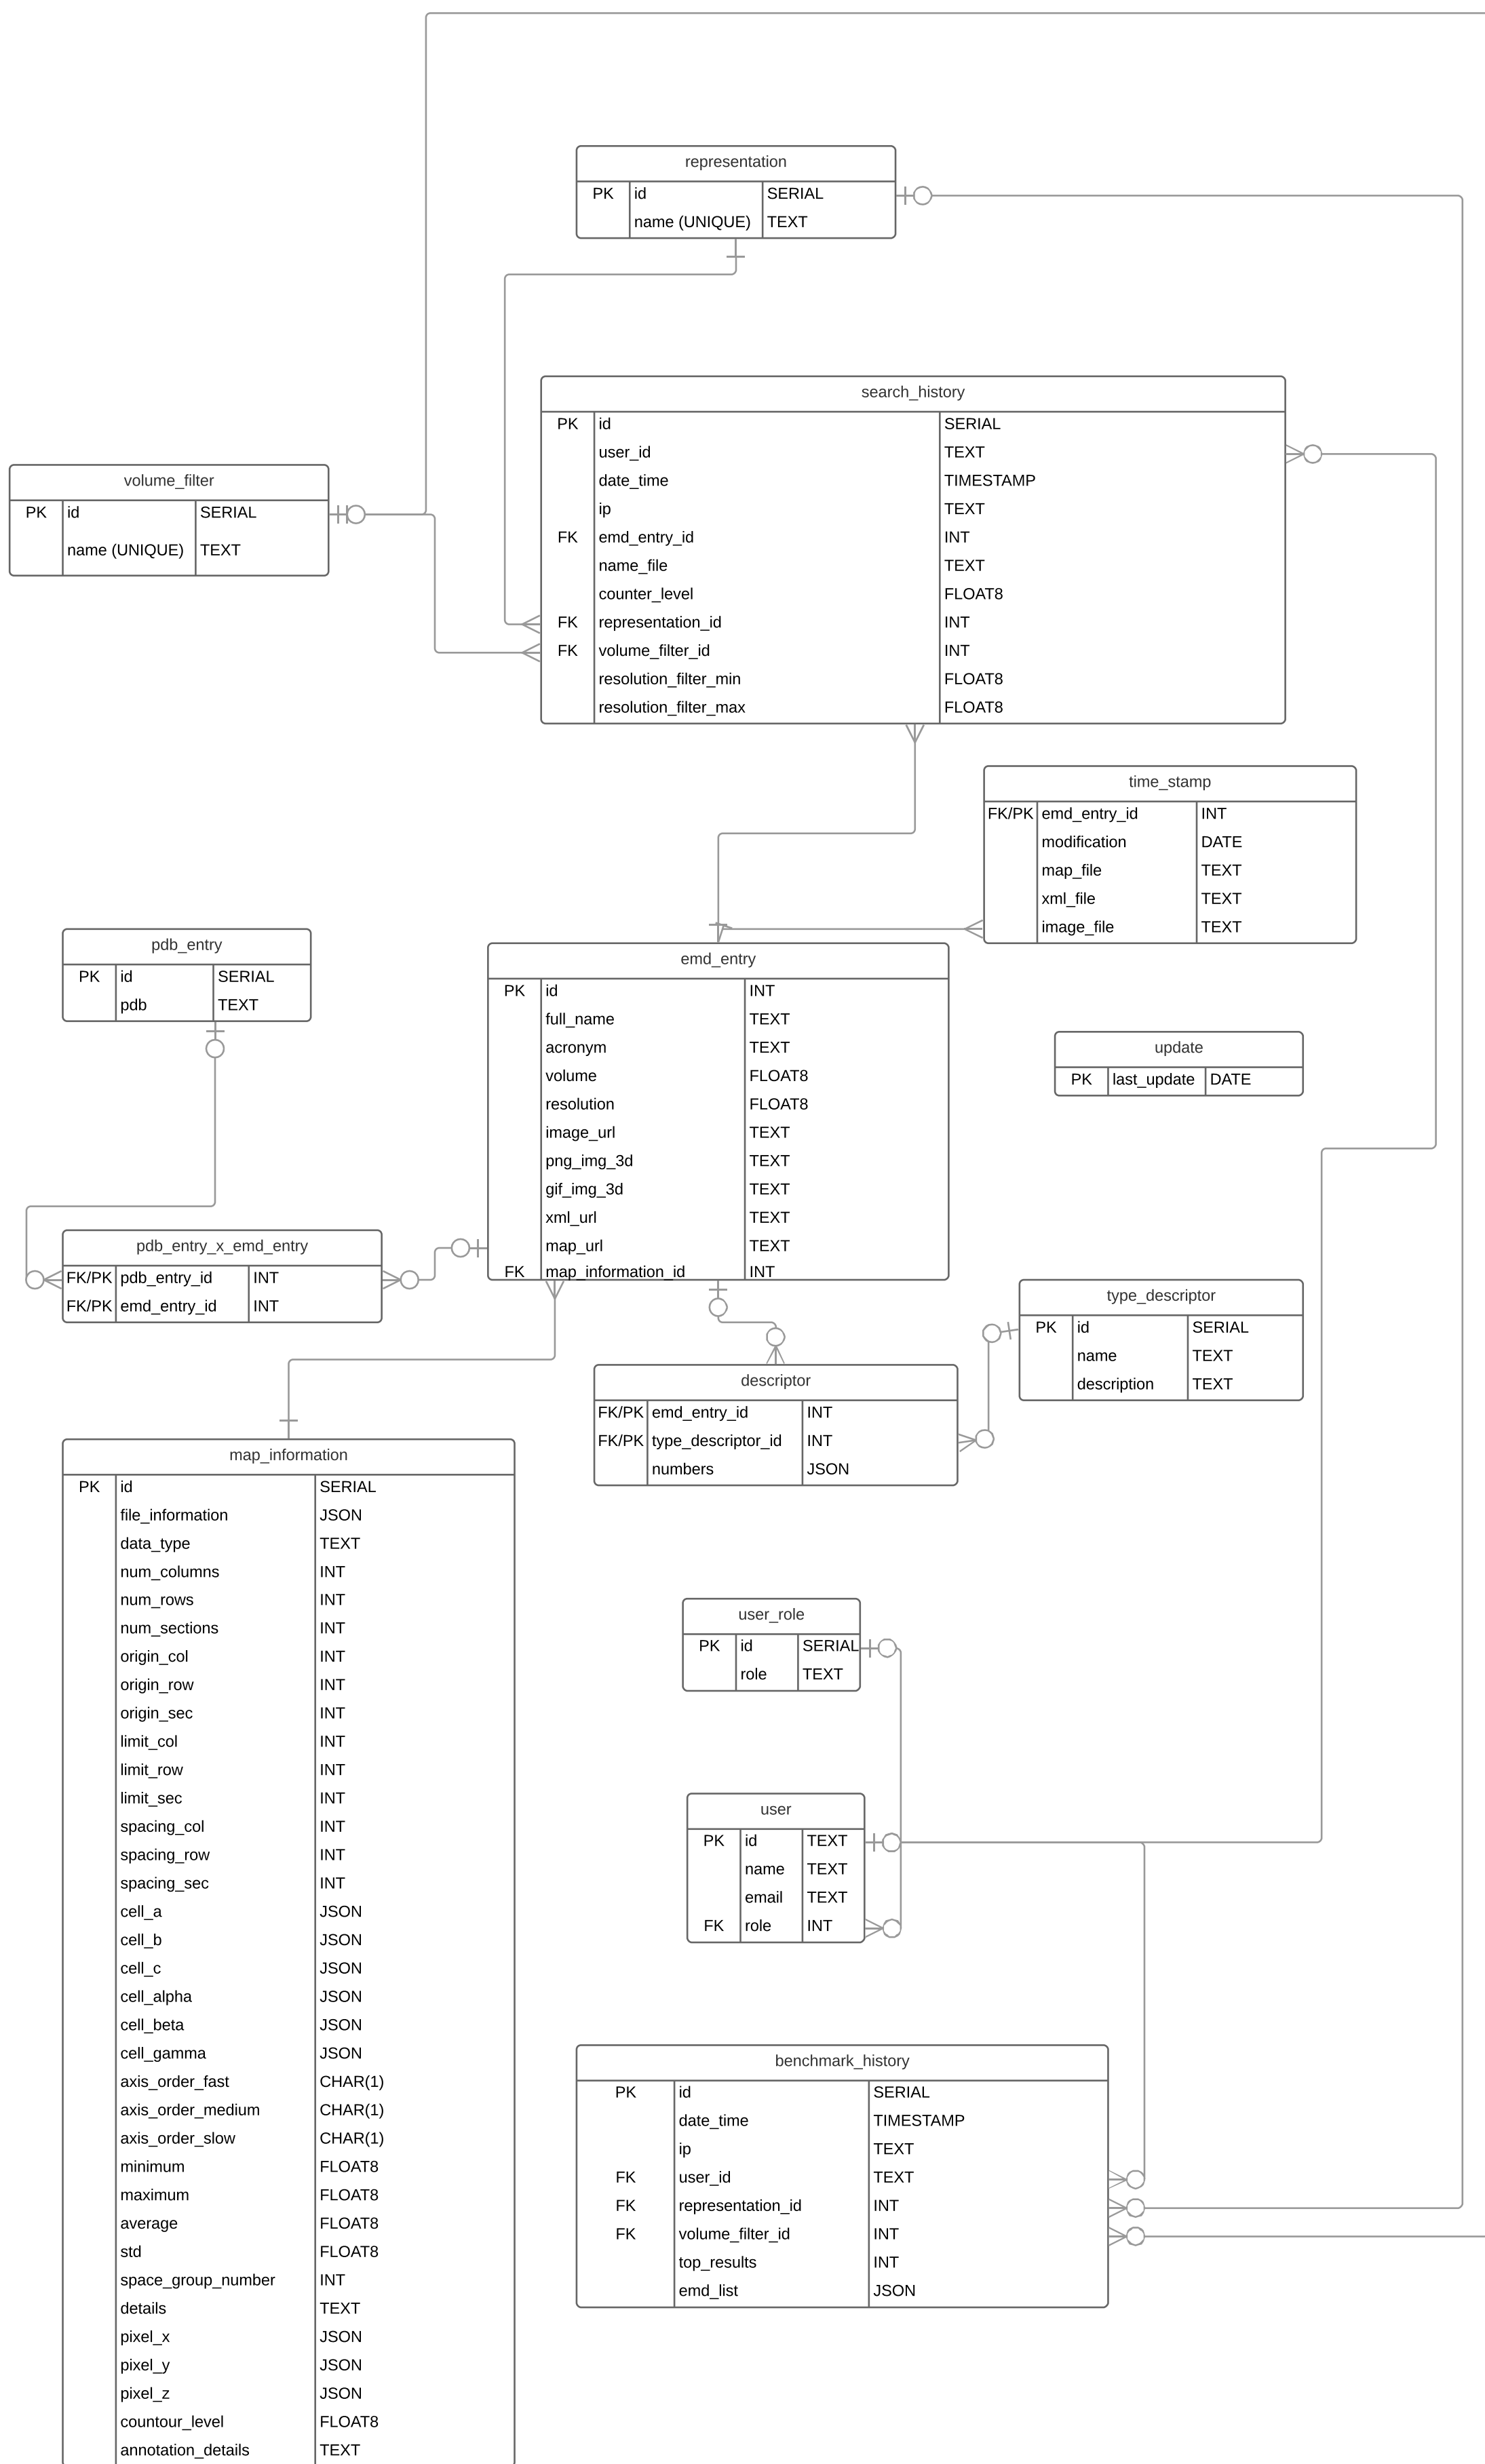 representation
PK id SERIAL
name (UNIQUE) TEXT
search_history
PK id SERIAL
user_id TEXT
date_time TIMESTAMP
ip TEXT
FK emd_entry_id INT
name_file TEXT
counter_level FLOAT8
FK representation_id INT
FK volume_filter_id INT
resolution_filter_min FLOAT8
resolution_filter_max FLOAT8
volume_filter
PK id SERIAL
name (UNIQUE) TEXT
time_stamp
FK/PK emd_entry_id INT
modification DATE
map_file TEXT
xml_file TEXT
image_file TEXT
pdb_entry
PK id SERIAL
pdb TEXT
emd_entry
PK id INT
full_name TEXT
acronym TEXT
volume FLOAT8
resolution FLOAT8
image_url TEXT
png_img_3d TEXT
gif_img_3d TEXT
xml_url TEXT
map_url TEXT
FK map_information_id INT
update
PK last_update DATE
pdb_entry_x_emd_entry
FK/PK pdb_entry_id INT
FK/PK emd_entry_id INT
type_descriptor
PK id SERIAL
name TEXT
description TEXT
descriptor
FK/PK emd_entry_id INT
FK/PK type_descriptor_id INT
numbers JSON
map_information
PK id SERIAL
file_information JSON
data_type TEXT
num_columns INT
num_rows INT
num_sections INT
origin_col INT
origin_row INT
origin_sec INT
limit_col INT
limit_row INT
limit_sec INT
spacing_col INT
spacing_row INT
spacing_sec INT
cell_a JSON
cell_b JSON
cell_c JSON
cell_alpha JSON
cell_beta JSON
cell_gamma JSON
axis_order_fast CHAR(1)
axis_order_medium CHAR(1)
axis_order_slow CHAR(1)
minimum FLOAT8
maximum FLOAT8
average FLOAT8
std FLOAT8
space_group_number INT
details TEXT
pixel_x JSON
pixel_y JSON
pixel_z JSON
countour_level FLOAT8
annotation_details TEXT
user_role
PK id SERIAL
role TEXT
user
PK id TEXT
name TEXT
email TEXT
FK role INT
benchmark_history
PK id SERIAL
date_time TIMESTAMP
ip TEXT
FK user_id TEXT
FK representation_id INT
FK volume_filter_id INT
top_results INT
emd_list JSON